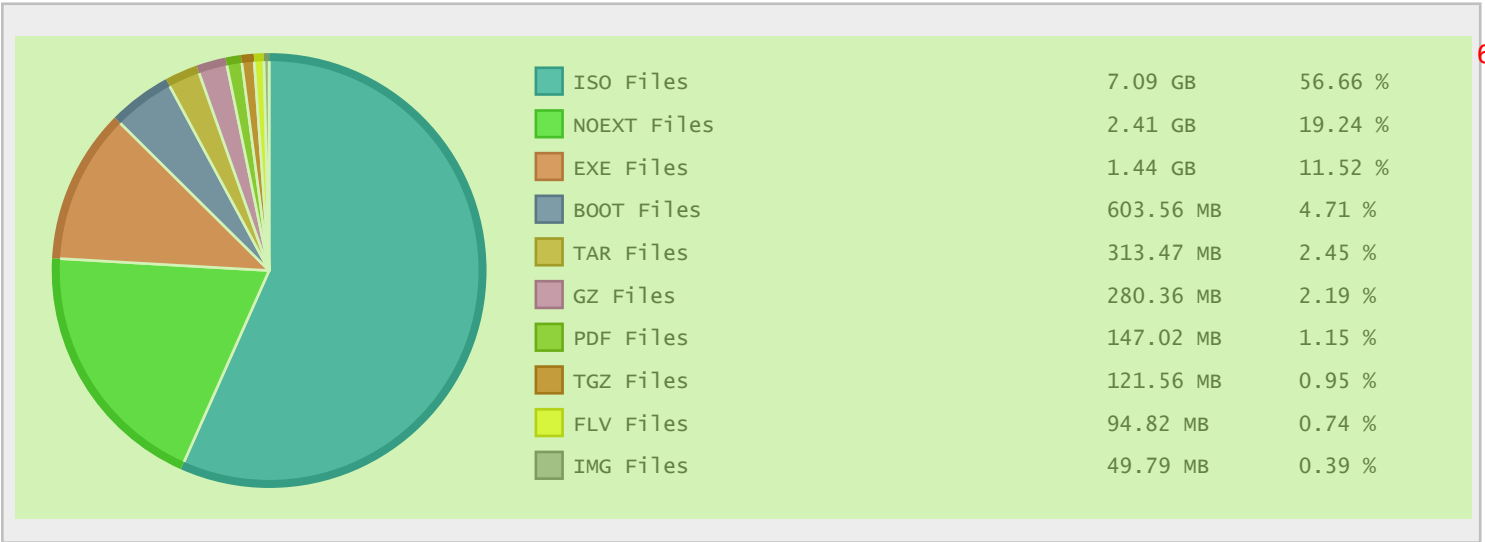 ISO Files 7.09 GB 56.66 %
NOEXT Files 2.41 GB 19.24 %
EXE Files 1.44 GB 11.52 %
BOOT Files 603.56 MB 4.71 %
TAR Files 313.47 MB 2.45 %
GZ Files 280.36 MB 2.19 %
PDF Files 147.02 MB 1.15 %
TGZ Files 121.56 MB 0.95 %
FLV Files 94.82 MB 0.74 %
IMG Files 49.79 MB 0.39 %